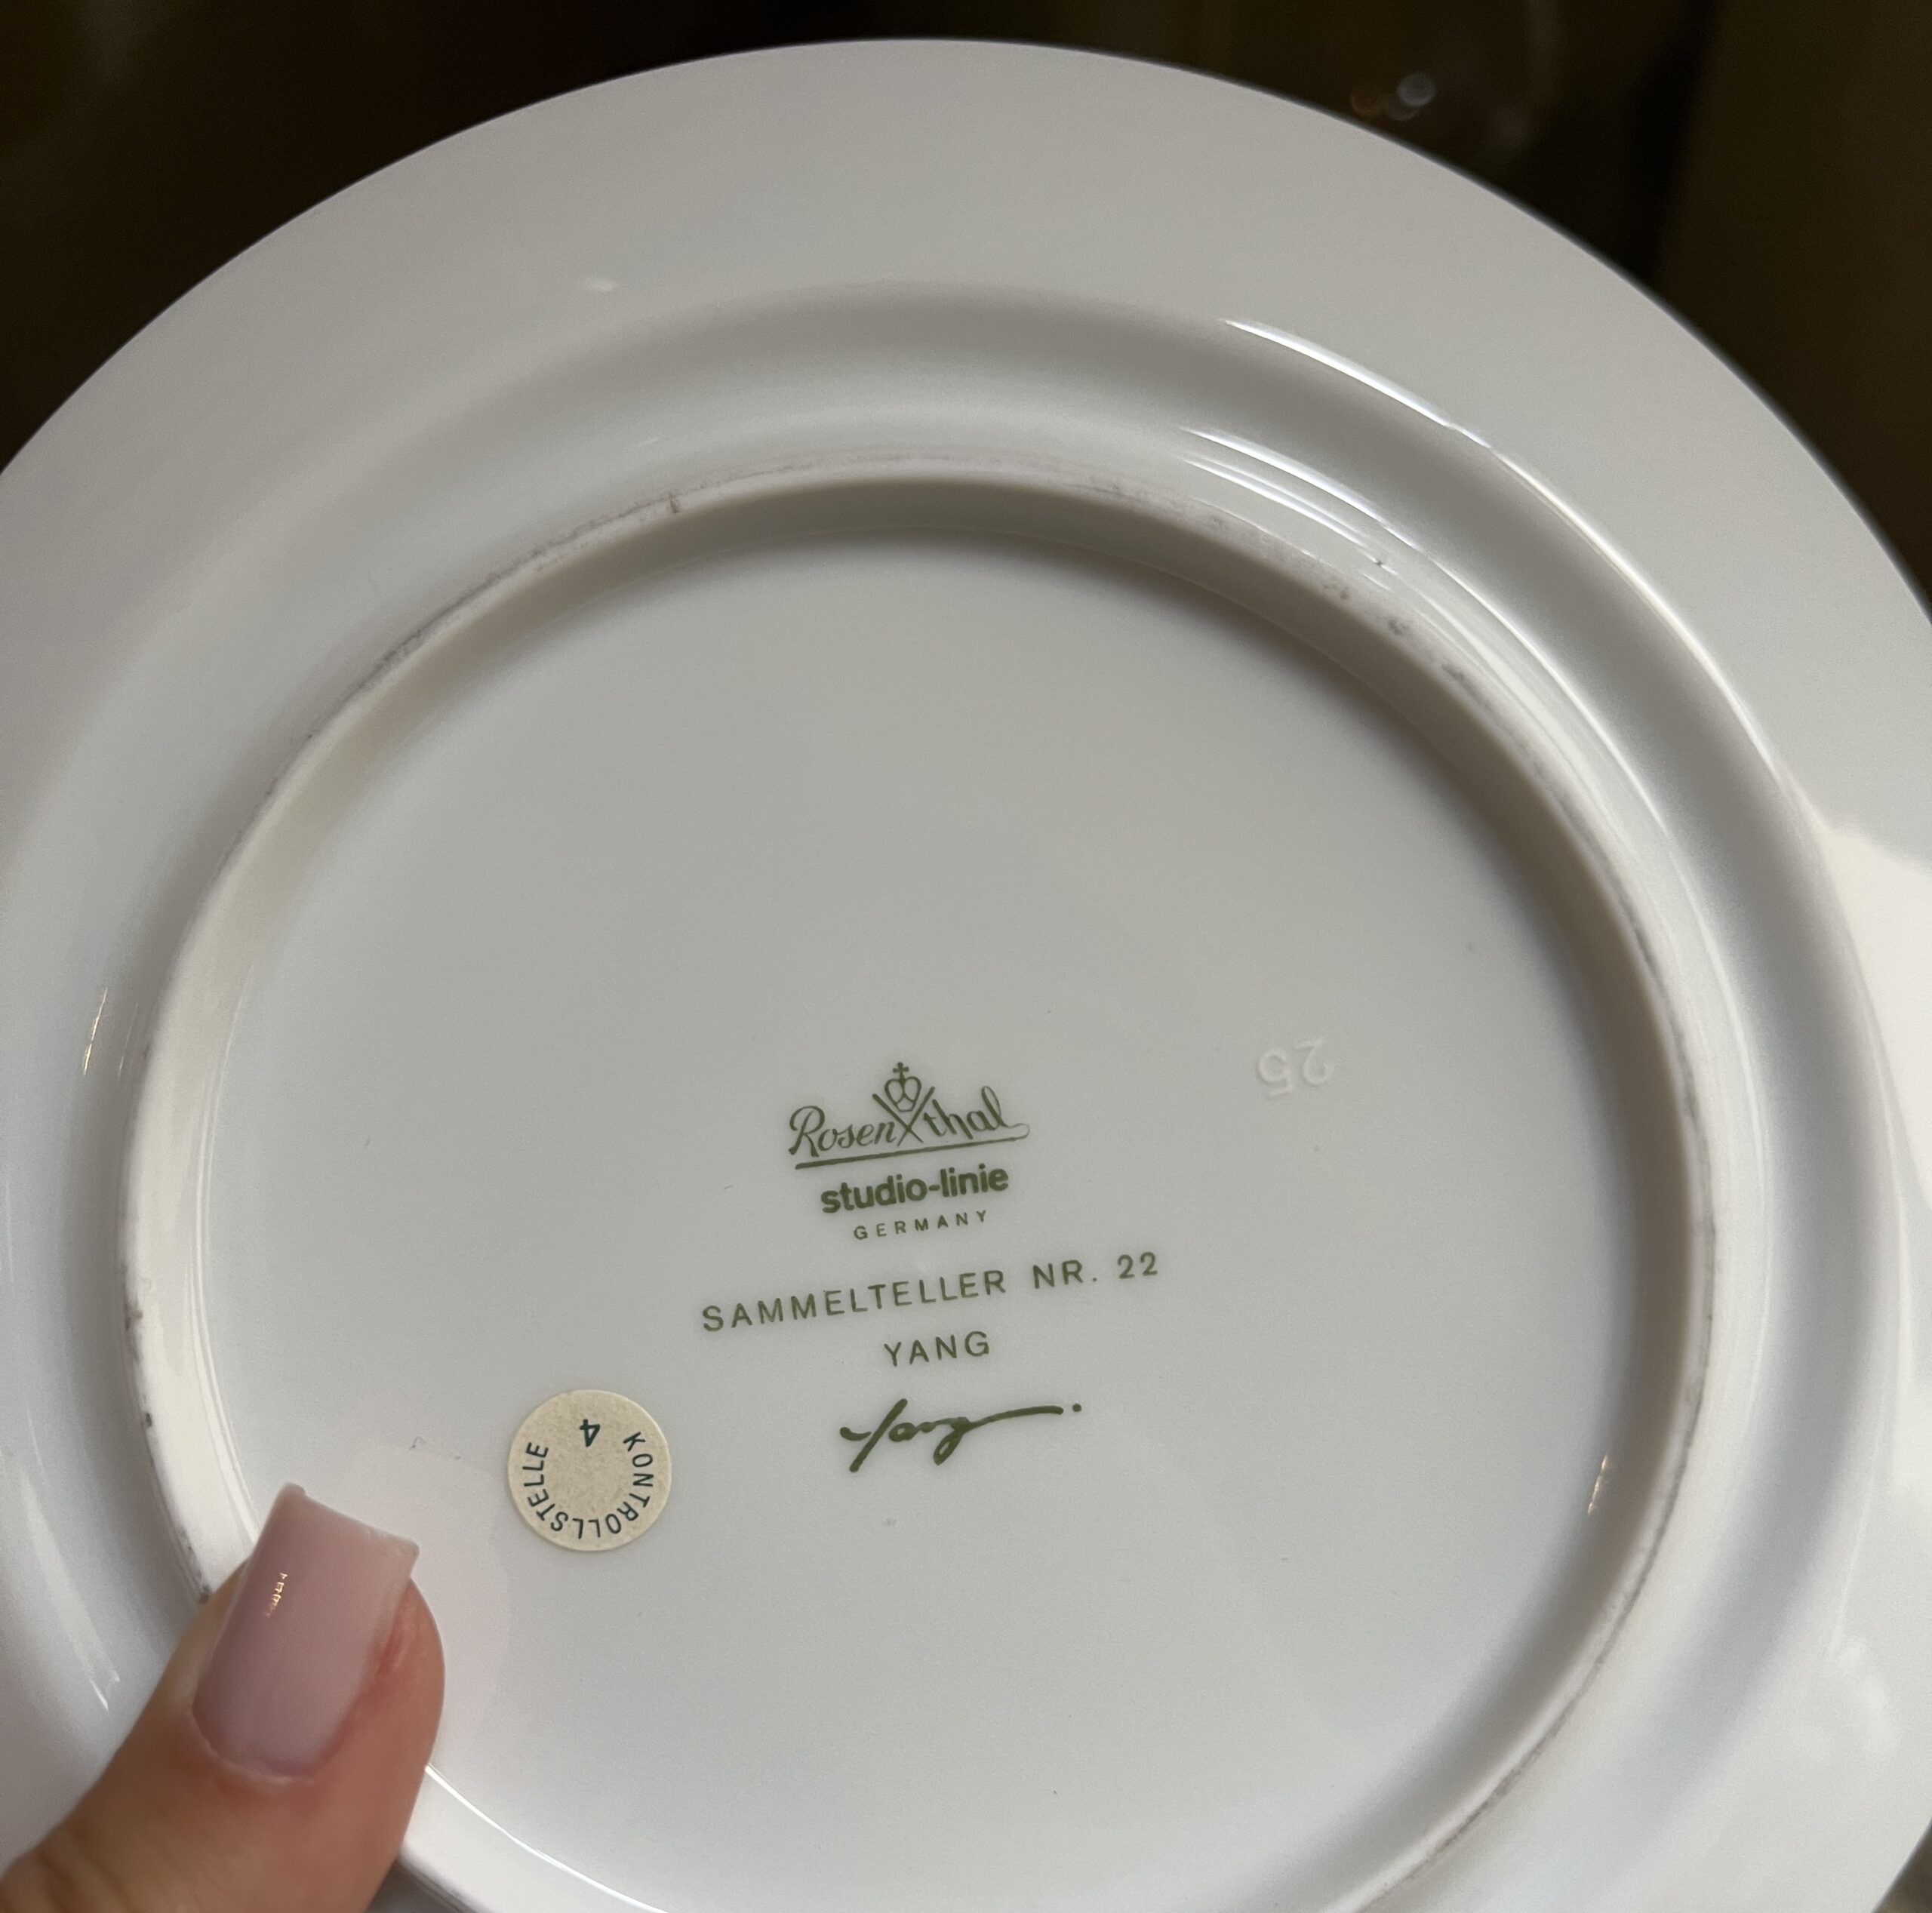 Rosenthal
studio-linie
GERMANY
SAMMELTELLER NR. 22
YANG
Yang
KONTROLLSTELLE
4
25